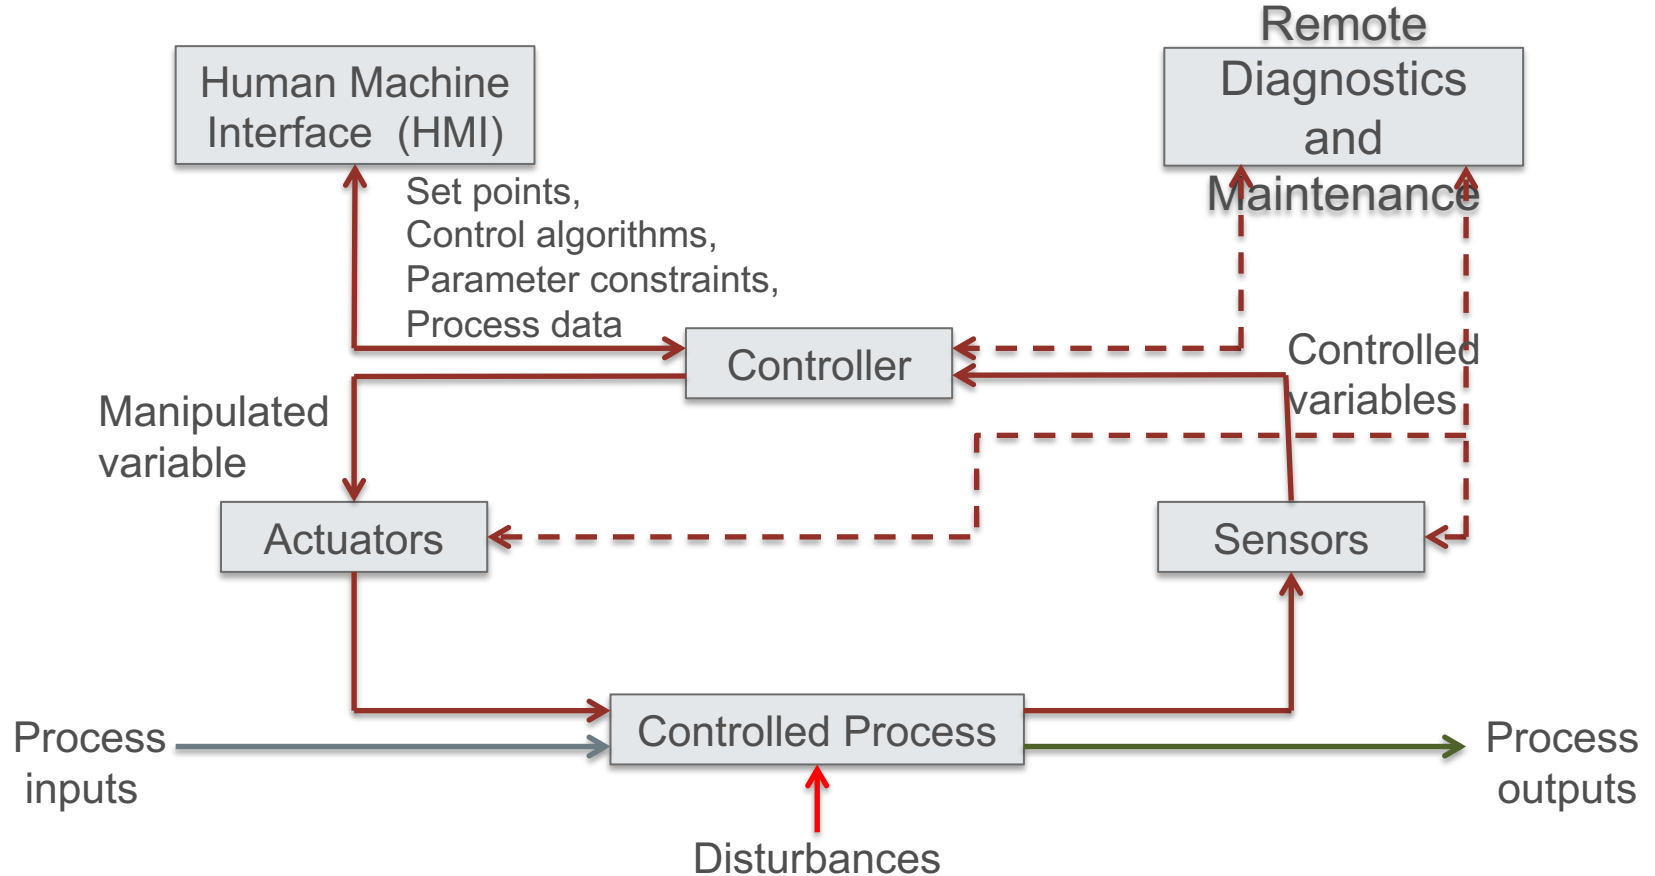 Human Machine
Interface (HMI)
Remote
Diagnostics
and
Maintenance
Set points,
Control algorithms,
Parameter constraints,
Process data
Controller
Controlled
variables
Manipulated
variable
Actuators
Sensors
Controlled Process
Process
inputs
Process
outputs
Disturbances